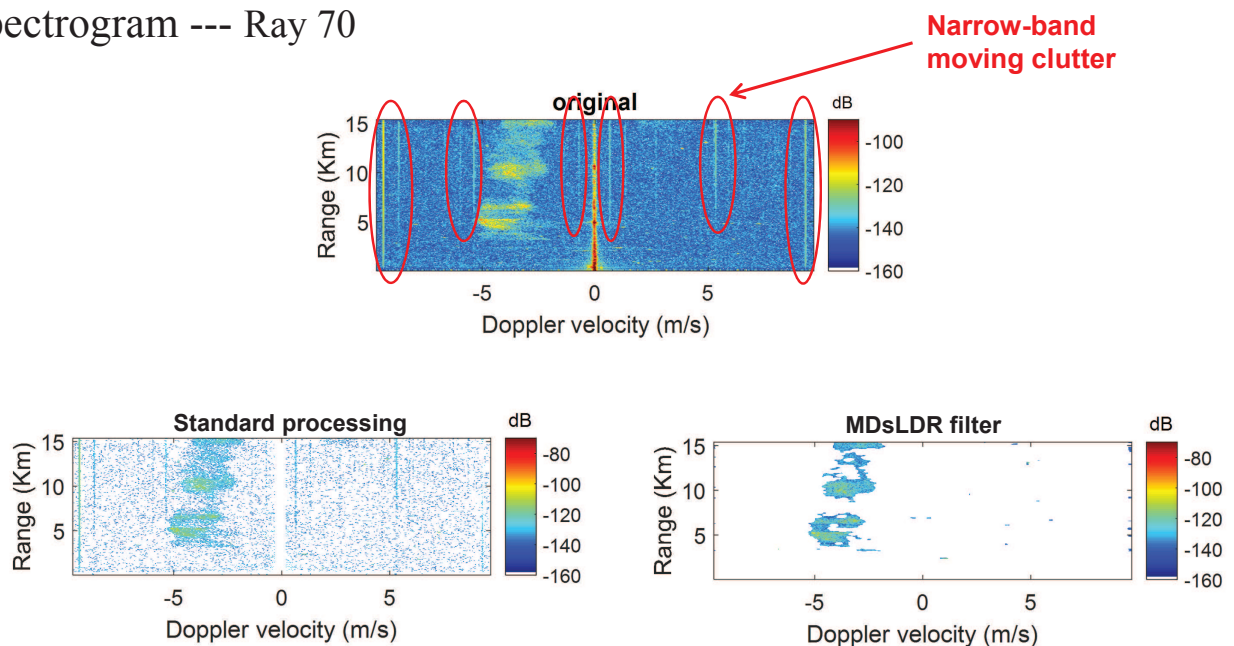 pectrogram --- Ray 70
Narrow-band
moving clutter
original
dB
15
10
5
Range (Km)
-100
-120
-140
-160
-5 0 5
Doppler velocity (m/s)
Standard processing
dB
15
10
5
Range (Km)
-80
-100
-120
-140
-160
-5 0 5
Doppler velocity (m/s)
MDsLDR filter
dB
15
10
5
Range (Km)
-80
-100
-120
-140
-160
-5 0 5
Doppler velocity (m/s)